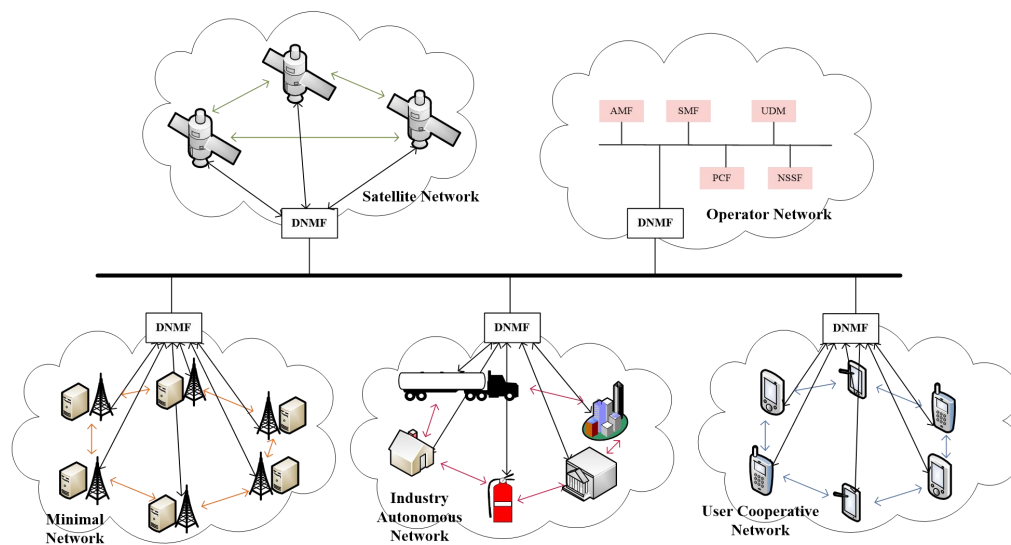 AMF
SMF
UDM
PCF
NSSF
Satellite Network
Operator Network
DNMF
DNMF
DNMF
DNMF
DNMF
Minimal
Network
Industry
Autonomous
Network
User Cooperative
Network